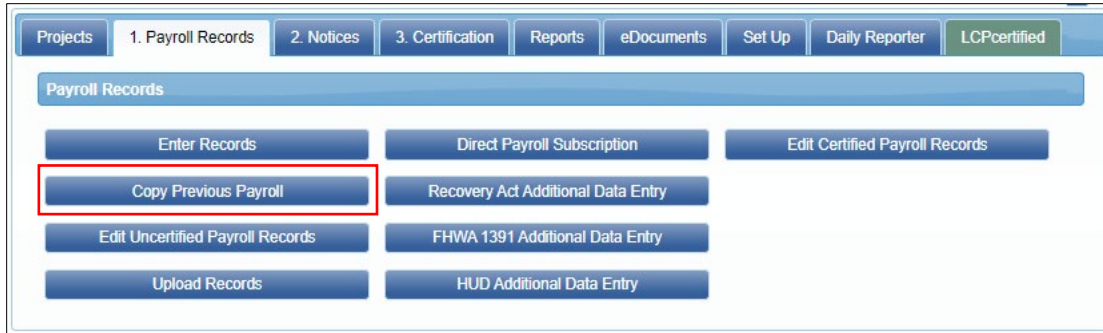 Projects 1. Payroll Records 2. Notices 3. Certification Reports eDocuments Set Up Daily Reporter LCPcertified
Payroll Records
Enter Records Direct Payroll Subscription Edit Certified Payroll Records
Copy Previous Payroll Recovery Act Additional Data Entry
Edit Uncertified Payroll Records FHWA 1391 Additional Data Entry
Upload Records HUD Additional Data Entry